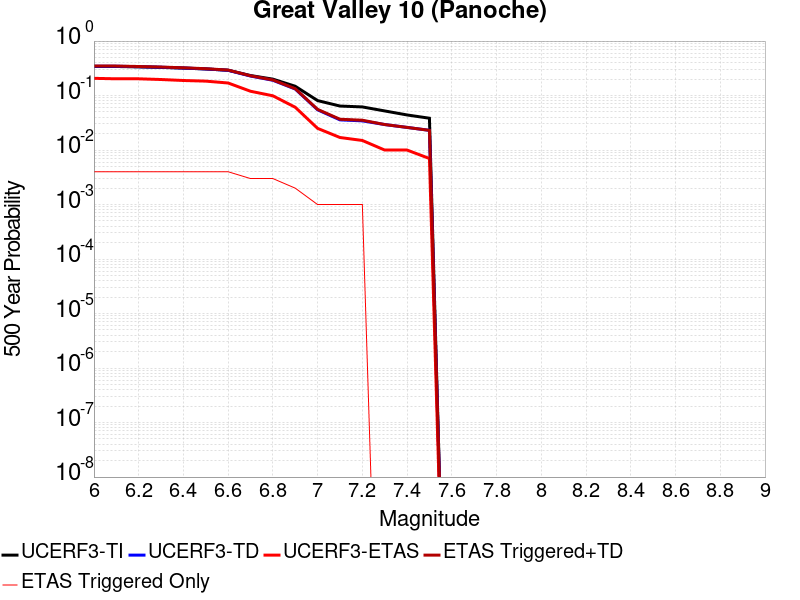 Great Valley 10 (Panoche)
10^0
10^-1
10^-2
10^-3
10^-4
10^-5
10^-6
10^-7
10^-8
500 Year Probability
6 6.2 6.4 6.6 6.8 7 7.2 7.4 7.6 7.8 8 8.2 8.4 8.6 8.8 9
Magnitude
UCERF3-TI UCERF3-TD UCERF3-ETAS ETAS Triggered+TD
ETAS Triggered Only